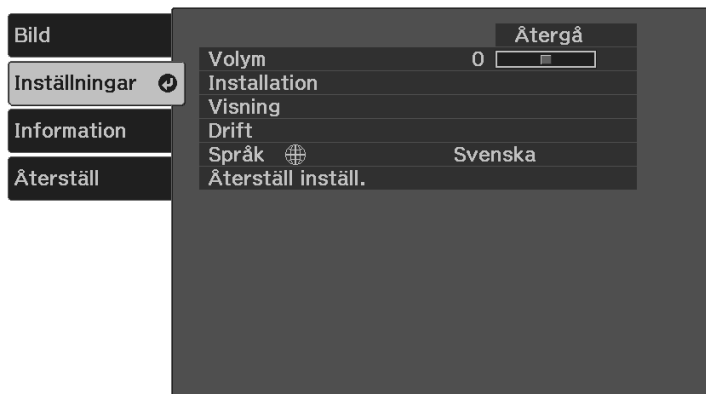 Bild
Inställningar
Information
Återställ
Återgå
Volym 0
Installation
Visning
Drift
Språk Svenska
Återställ inställ.